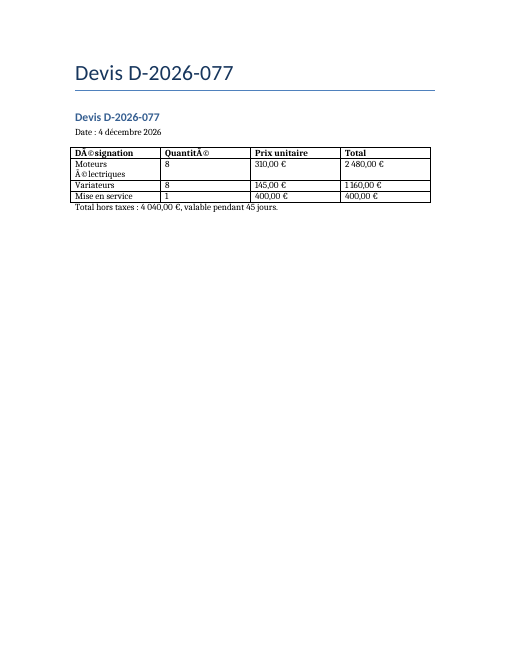 Devis D-2026-077
Devis D-2026-077
Date : 4 décembre 2026
DÃ©signation QuantitÃ© Prix unitaire Total
Moteurs Ã©lectriques 8 310,00 € 2 480,00 €
Variateurs 8 145,00 € 1 160,00 €
Mise en service 1 400,00 € 400,00 €
Total hors taxes : 4 040,00 €, valable pendant 45 jours.